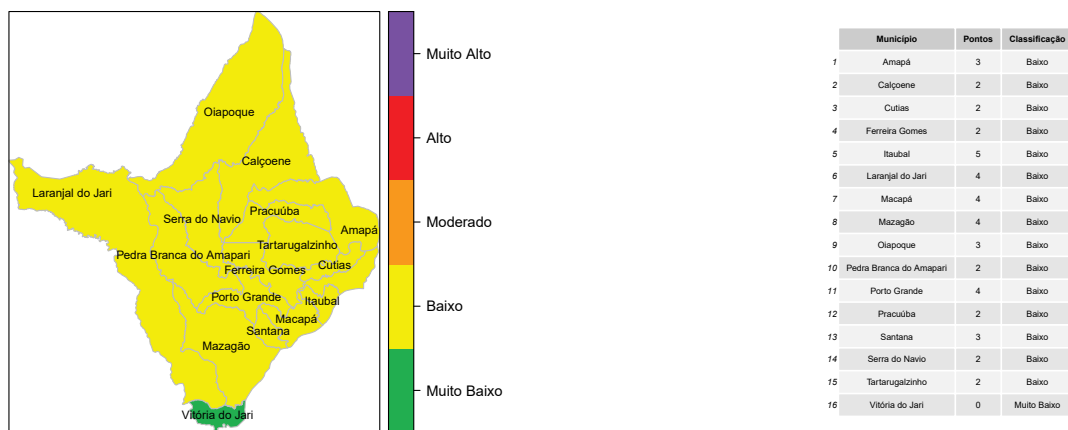 Muito Alto
Alto
Moderado
Baixo
Muito Baixo
Oiapoque
Calçoene
Laranjal do Jari
Serra do Navio
Pracuúba
Amapá
Tartarugalzinho
Pedra Branca do Amapari
Cutias
Ferreira Gomes
Porto Grande
Itaubal
Macapá
Santana
Mazagão
Vitória do Jari
Município Pontos Classificação
1 Amapá 3 Baixo
2 Calçoene 2 Baixo
3 Cutias 2 Baixo
4 Ferreira Gomes 2 Baixo
5 Itaubal 5 Baixo
6 Laranjal do Jari 4 Baixo
7 Macapá 4 Baixo
8 Mazagão 4 Baixo
9 Oiapoque 3 Baixo
10 Pedra Branca do Amapari 2 Baixo
11 Porto Grande 4 Baixo
12 Pracuúba 2 Baixo
13 Santana 3 Baixo
14 Serra do Navio 2 Baixo
15 Tartarugalzinho 2 Baixo
16 Vitória do Jari 0 Muito Baixo